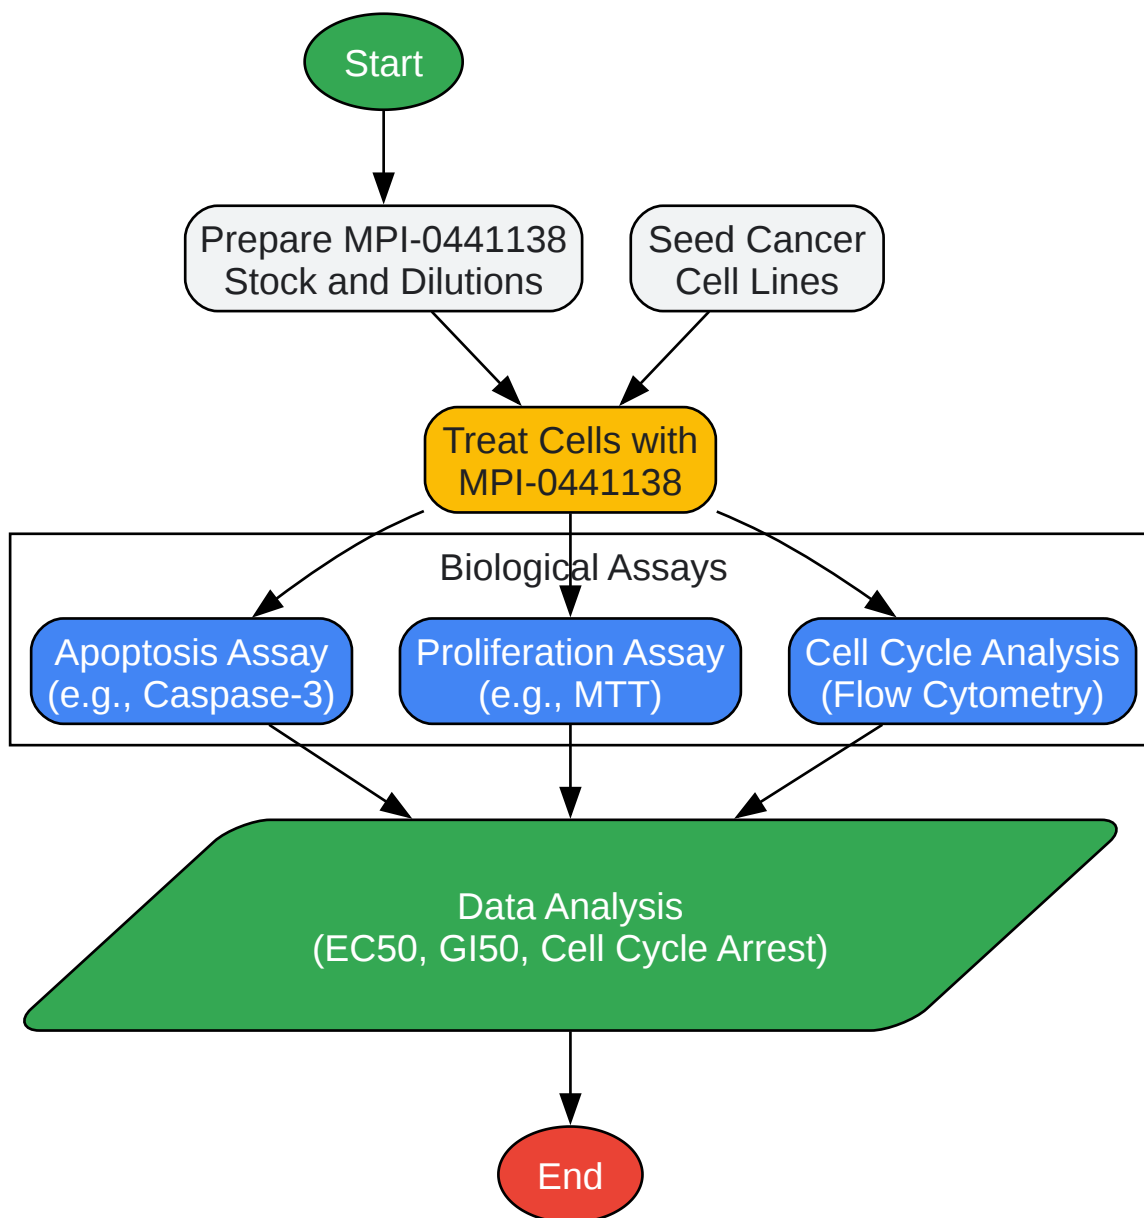 Start
Prepare MPI-0441138
Stock and Dilutions
Seed Cancer
Cell Lines
Treat Cells with
MPI-0441138
Biological Assays
Apoptosis Assay
(e.g., Caspase-3)
Proliferation Assay
(e.g., MTT)
Cell Cycle Analysis
(Flow Cytometry)
Data Analysis
(EC50, GI50, Cell Cycle Arrest)
End